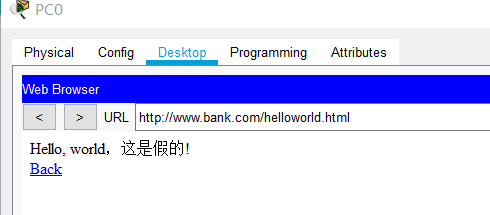 PC0
Physical Config Desktop Programming Attributes
Web Browser
< > URL http://www.bank.com/helloworld.html
Hello, world，这是假的!
Back